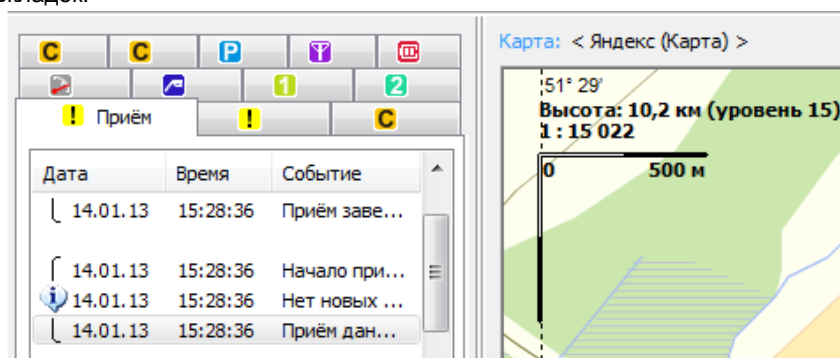 C C P
1 2
! Приём ! C
Дата Время Событие
14.01.13 15:28:36 Приём заве...
14.01.13 15:28:36 Начало при...
14.01.13 15:28:36 Нет новых ...
14.01.13 15:28:36 Приём дан...
Карта: < Яндекс (Карта) >
51° 29'
Высота: 10,2 км (уровень 15)
1 : 15 022
0 500 м